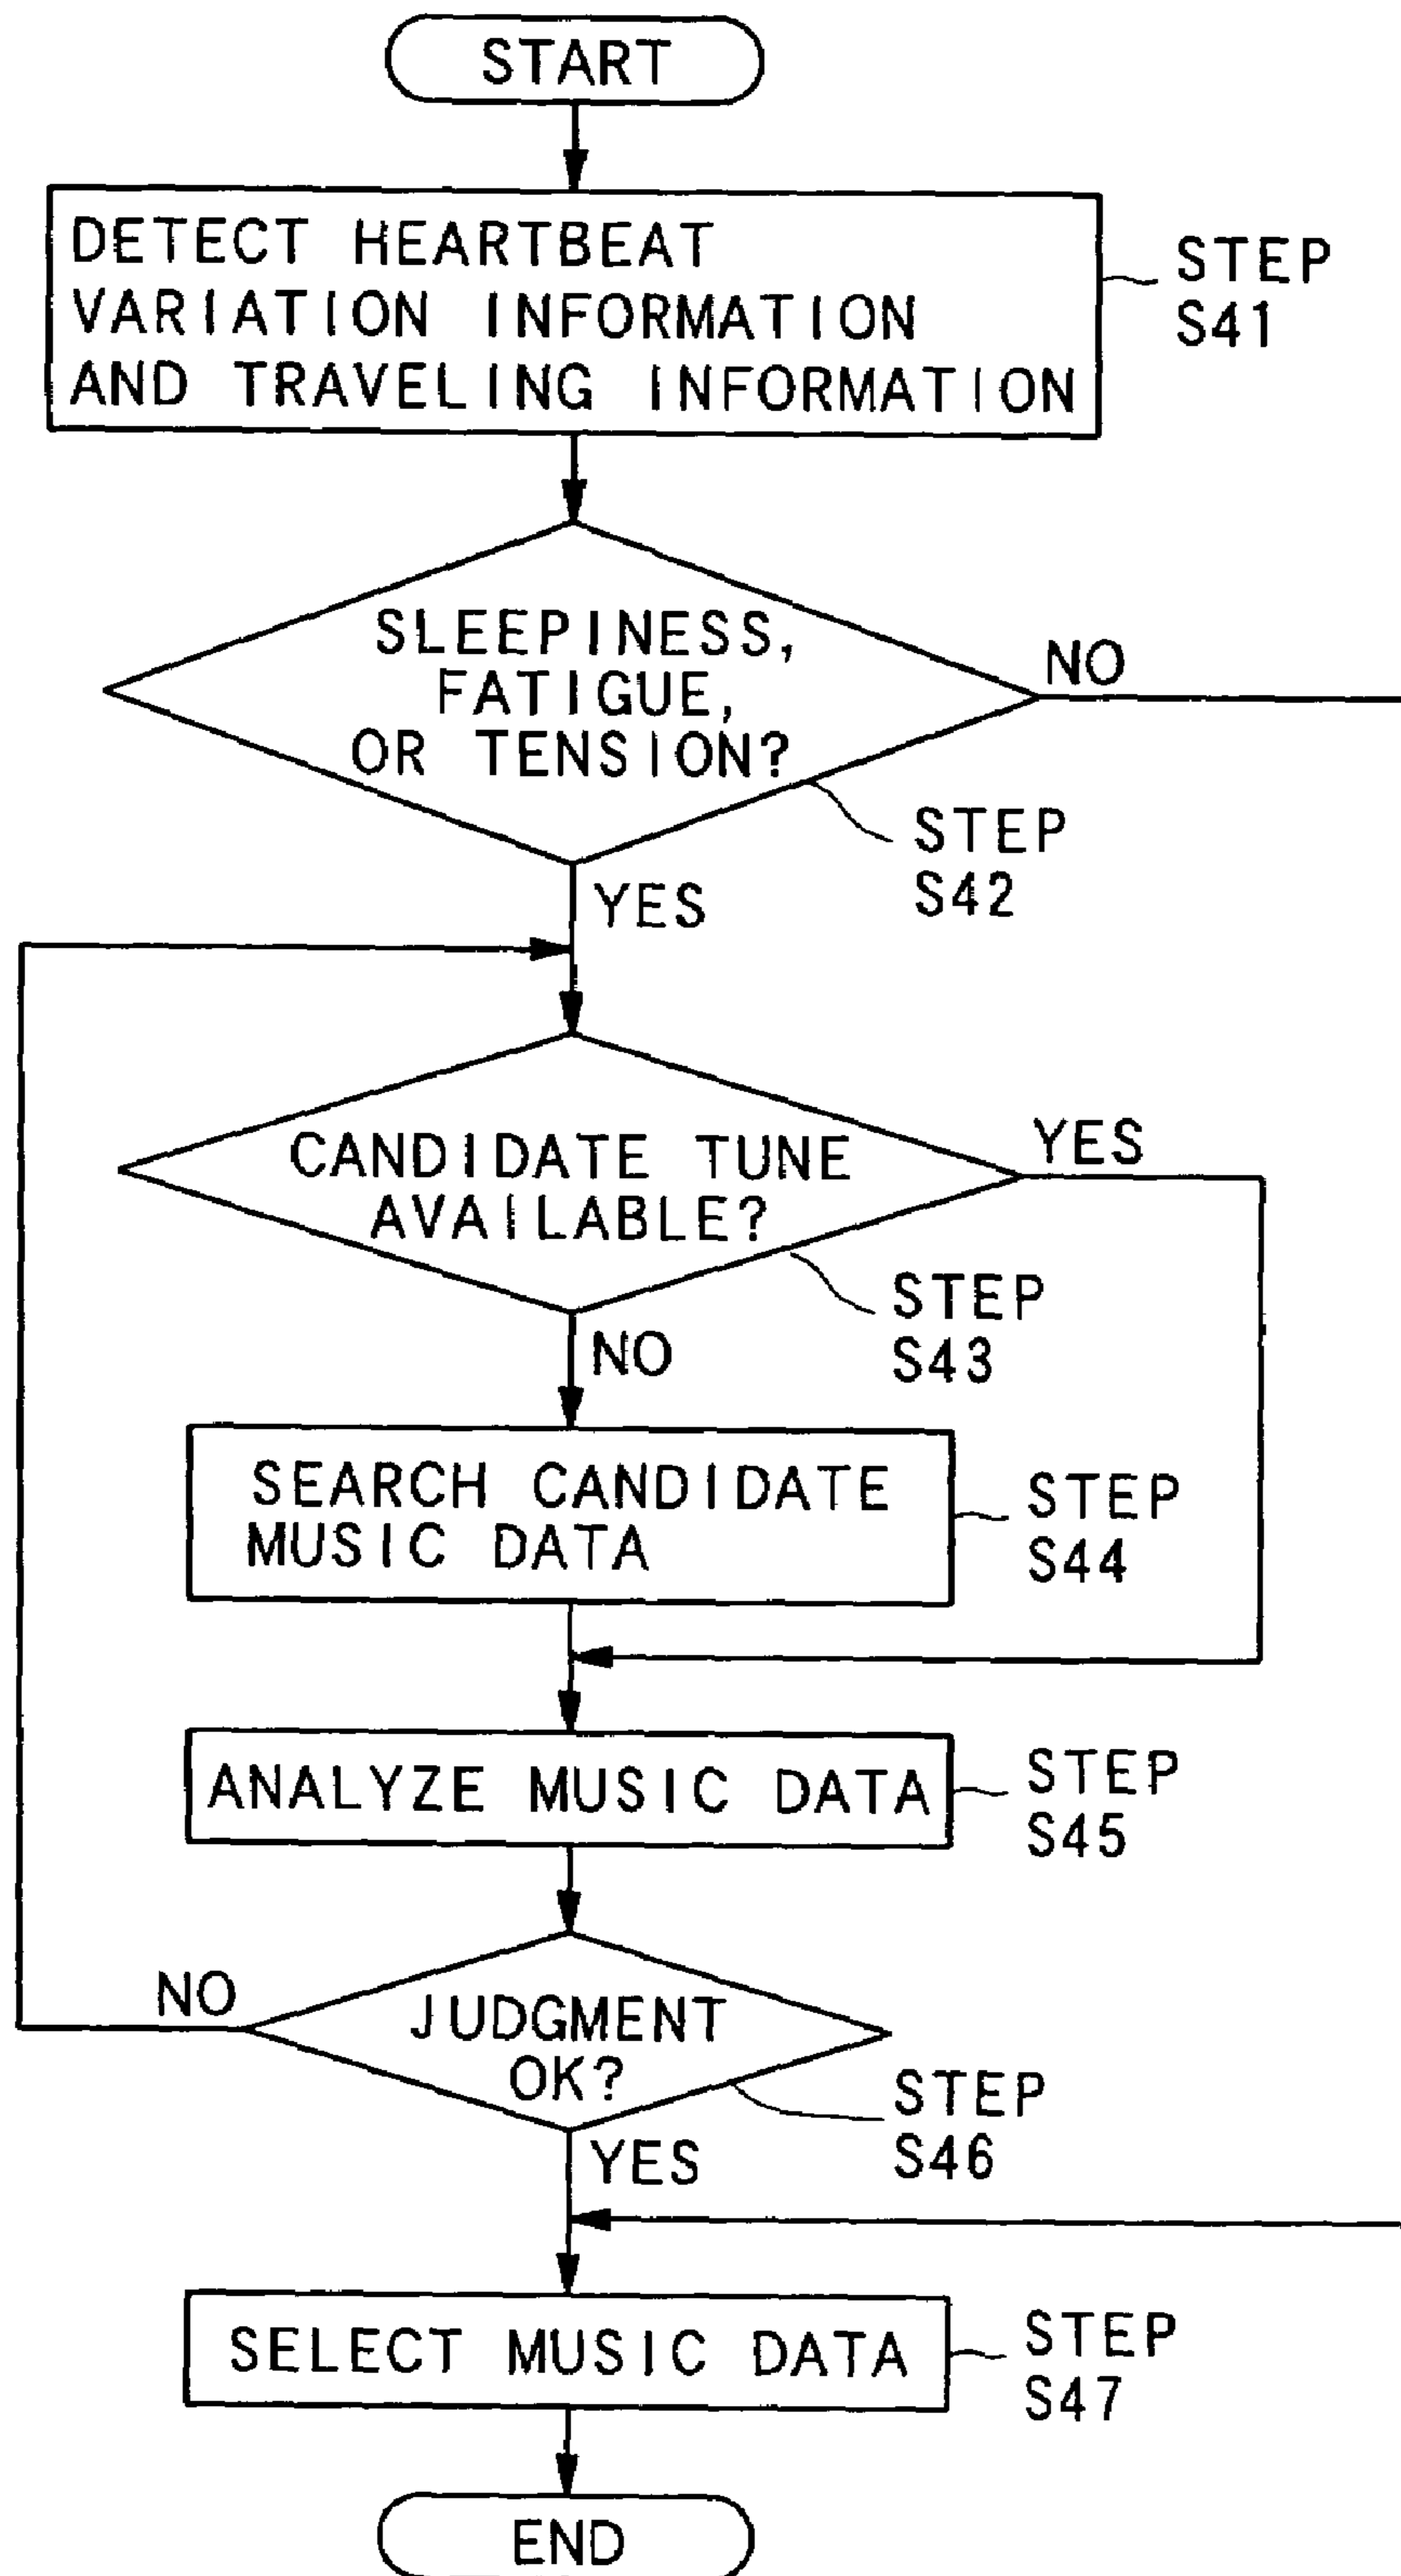 START
DETECT HEARTBEAT
VARIATION INFORMATION
AND TRAVELING INFORMATION
STEP
S41
SLEEPINESS,
FATIGUE,
OR TENSION?
NO
STEP
S42
YES
CANDIDATE TUNE
AVAILABLE?
YES
STEP
S43
NO
SEARCH CANDIDATE
MUSIC DATA
STEP
S44
ANALYZE MUSIC DATA
STEP
S45
NO
JUDGMENT
OK?
STEP
S46
YES
SELECT MUSIC DATA
STEP
S47
END